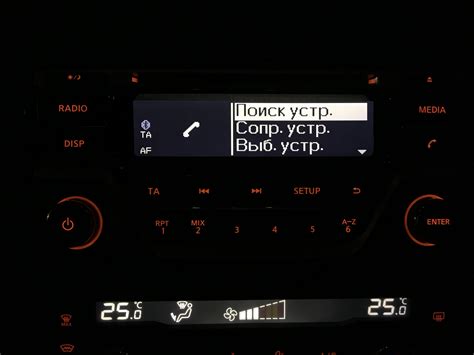 RADIO
MEDIA
DISP
TA
AF
Поиск устр.
Сопр. устр.
Выб. устр.
TA
SETUP
RPT
1
MIX
2
3
4
5
A–Z
6
ENTER
25.0 °C
25.0 °C